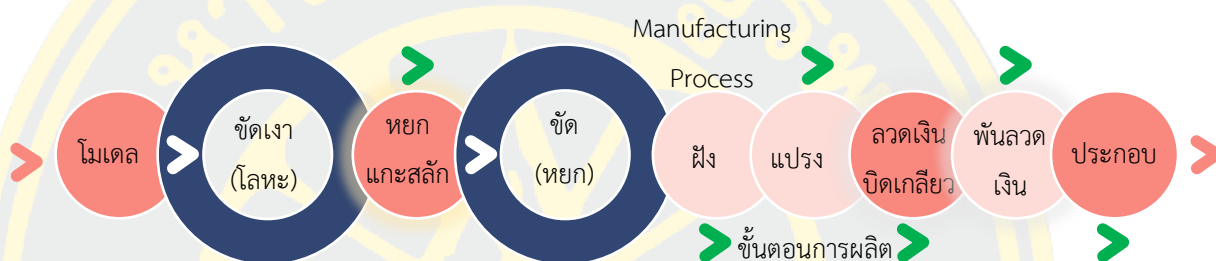 Manufacturing
Process
โมเดล
ขัดเงา
(โลหะ)
หยก
แกะสลัก
ขัด
(หยก)
ฝัง
แปรง
ลวดเงิน
บิดเกลียว
พันลวด
เงิน
ประกอบ
ขั้นตอนการผลิต